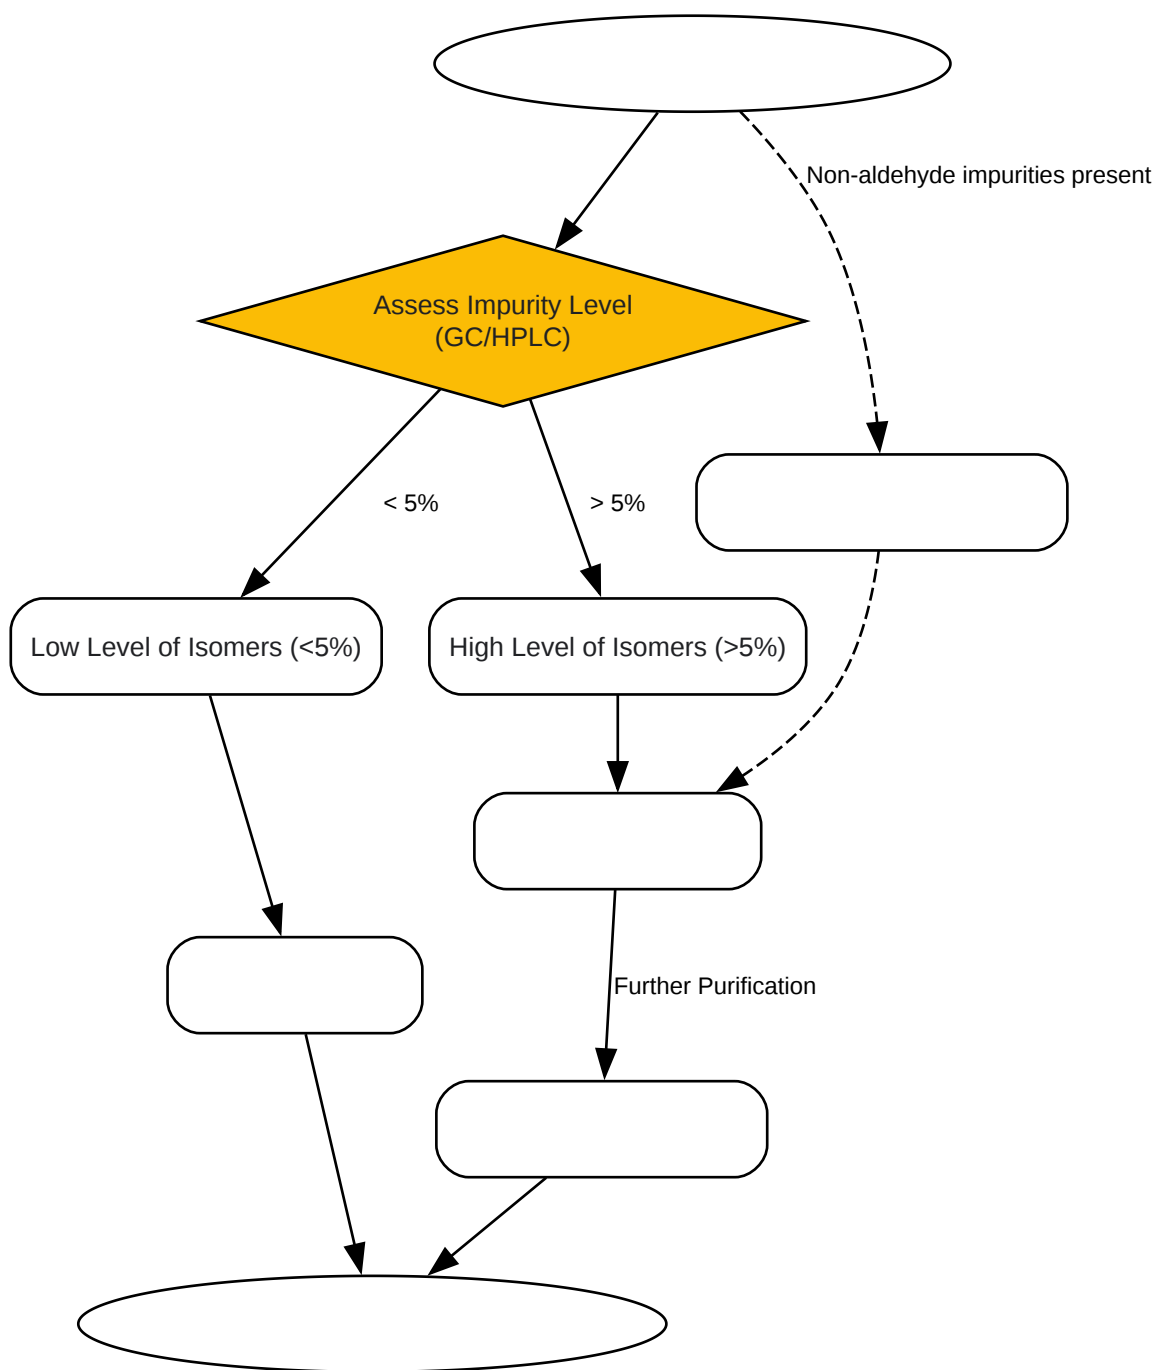 Non-aldehyde impurities present
Assess Impurity Level
(GC/HPLC)
< 5%
> 5%
Low Level of Isomers (<5%)
High Level of Isomers (>5%)
Further Purification